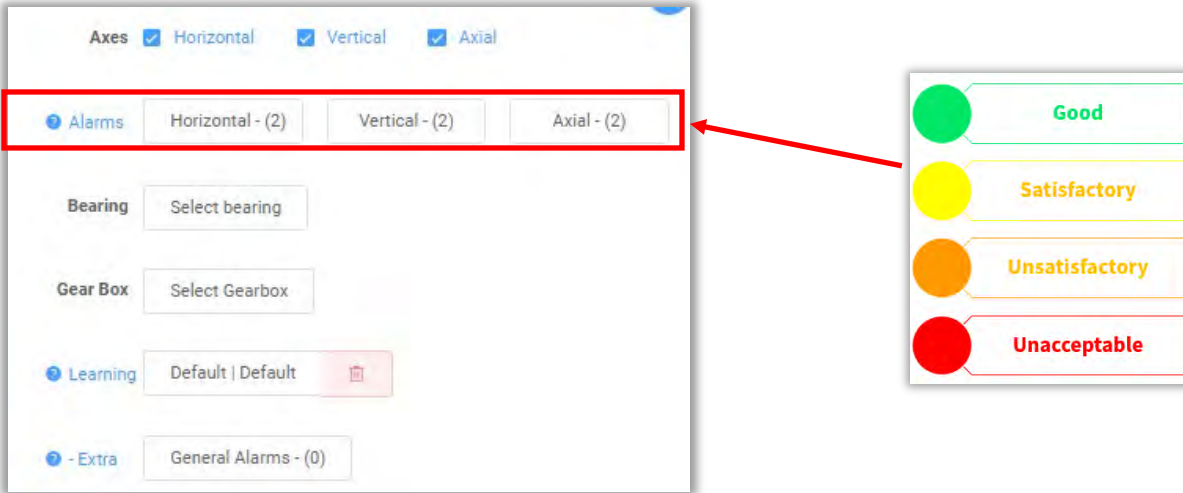 Axes Horizontal Vertical Axial
Alarms Horizontal - (2) Vertical - (2) Axial - (2)
Bearing Select bearing
Gear Box Select Gearbox
Learning Default | Default
- Extra General Alarms - (0)
Good
Satisfactory
Unsatisfactory
Unacceptable